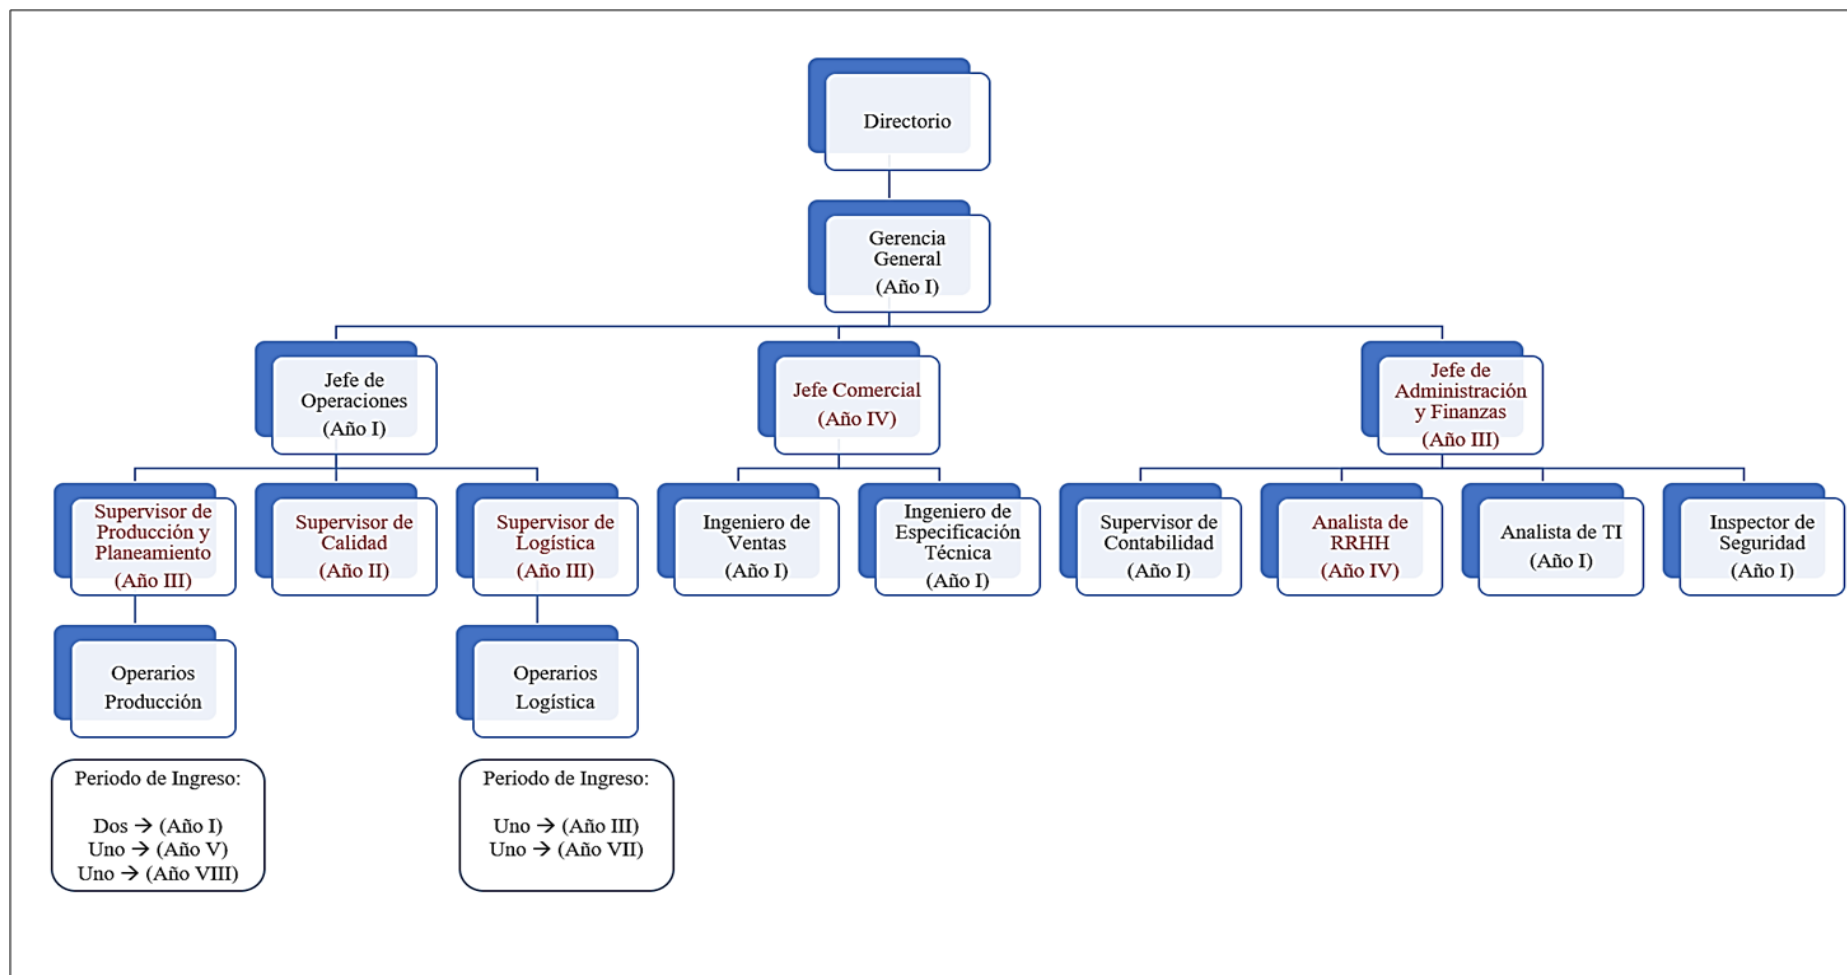 Directorio
Gerencia
General
(Año I)
Jefe de
Operaciones
(Año I)
Jefe Comercial
(Año IV)
Jefe de
Administración
y Finanzas
(Año III)
Supervisor de
Producción y
Planeamiento
(Año III)
Supervisor de
Calidad
(Año II)
Supervisor de
Logística
(Año III)
Ingeniero de
Ventas
(Año I)
Ingeniero de
Especificación
Técnica
(Año I)
Supervisor de
Contabilidad
(Año I)
Analista de
RRHH
(Año IV)
Analista de TI
(Año I)
Inspector de
Seguridad
(Año I)
Operarios
Producción
Operarios
Logística
Periodo de Ingreso:
Dos → (Año I)
Uno → (Año V)
Uno → (Año VIII)
Periodo de Ingreso:
Uno → (Año III)
Uno → (Año VII)